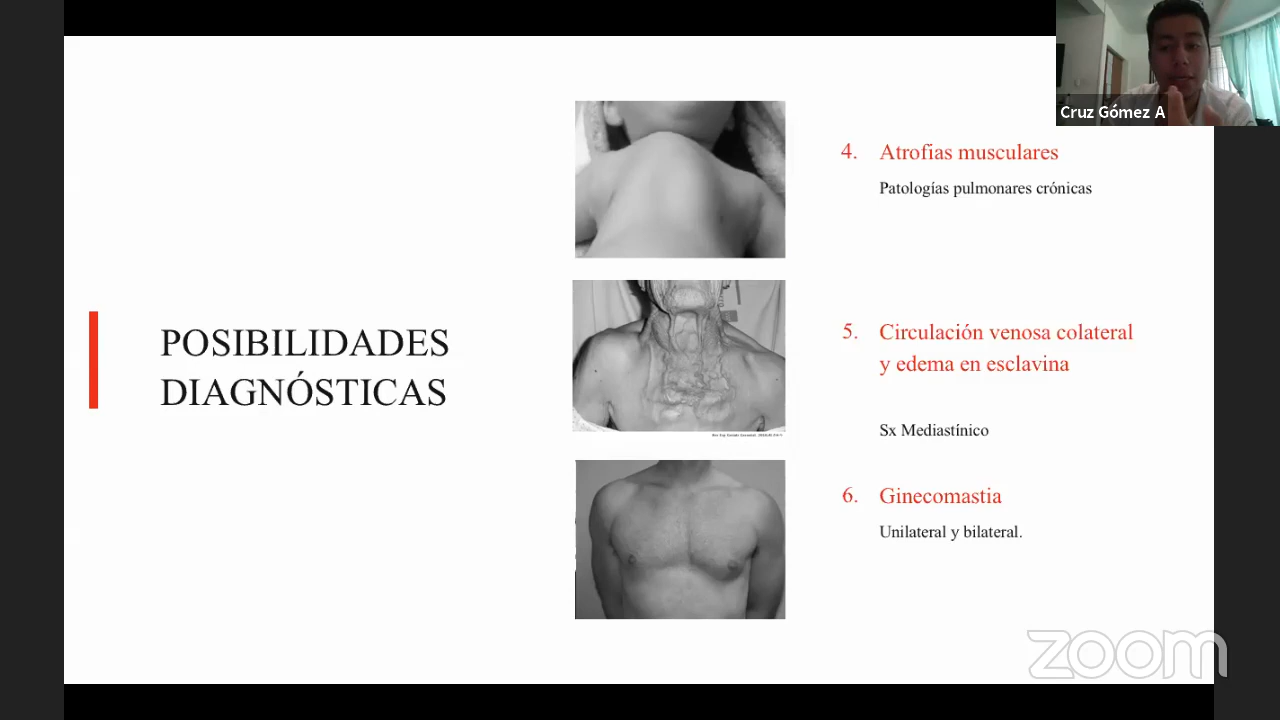 Cruz Gómez A
4. Atrofias musculares
Patologías pulmonares crónicas
POSIBILIDADES
DIAGNÓSTICAS
5. Circulación venosa colateral
y edema en esclavina
Sx Mediastínico
6. Ginecomastia
Unilateral y bilateral.
zoom